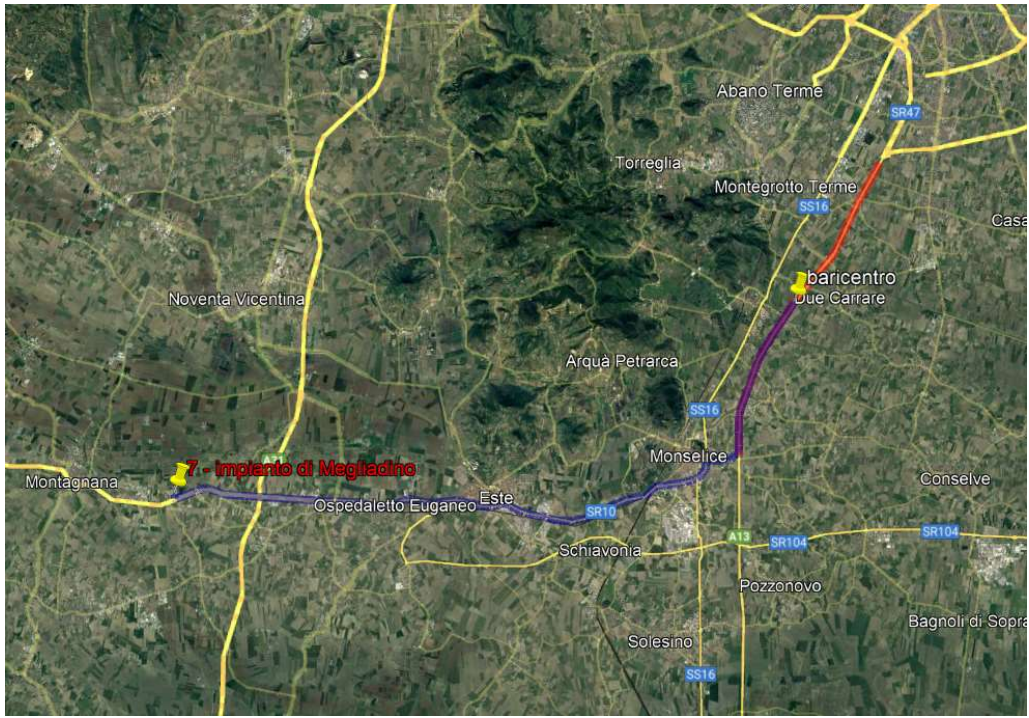 Abano Terme
SR47
Torreglia
Montegrotto Terme
SS16
Casa
baricentro
Due Carrare
Noventa Vicentina
Arquà Petrarca
SS16
Monselice
A31
7 - impianto di Megliadino
Montagnana
Conselve
Ospedaletto Euganeo
Este
SR10
Schiavonia
A13
SR104
SR104
Pozzonovo
Bagnoli di Sopra
Solesino
SS16